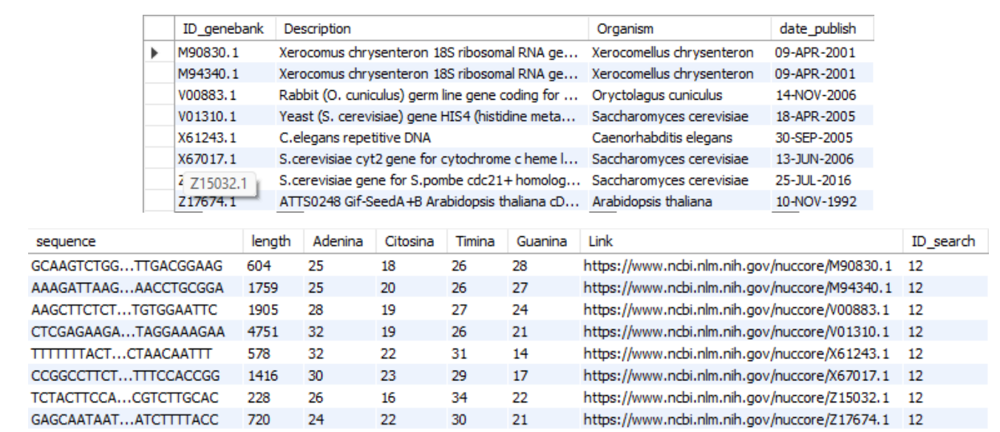 ID_genebank Description Organism date_publish
M90830.1 Xerocomus chrysenteron 18S ribosomal RNA ge... Xerocomellus chrysenteron 09-APR-2001
M94340.1 Xerocomus chrysenteron 18S ribosomal RNA ge... Xerocomellus chrysenteron 09-APR-2001
V00883.1 Rabbit (O. cuniculus) germ line gene coding for ... Oryctolagus cuniculus 14-NOV-2006
V01310.1 Yeast (S. cerevisiae) gene HIS4 (histidine meta... Saccharomyces cerevisiae 18-APR-2005
X61243.1 C.elegans repetitive DNA Caenorhabditis elegans 30-SEP-2005
X67017.1 S.cerevisiae cyt2 gene for cytochrome c heme l... Saccharomyces cerevisiae 13-JUN-2006
Z15032.1 S.cerevisiae gene for S.pombe cdc21+ homolog... Saccharomyces cerevisiae 25-JUL-2016
Z17674.1 ATTS0248 Gif-SeedA+B Arabidopsis thaliana cD... Arabidopsis thaliana 10-NOV-1992
sequence length Adenina Citosina Timina Guanina Link ID_search
GCAAGTCTGG...TTGACGGAAG 604 25 18 26 28 https://www.ncbi.nlm.nih.gov/nuccore/M90830.1 12
AAAGATTAAG...AACCTGCGGA 1759 25 20 26 27 https://www.ncbi.nlm.nih.gov/nuccore/M94340.1 12
AAGCTTCTCT...TGTGGAATTC 1905 28 19 27 24 https://www.ncbi.nlm.nih.gov/nuccore/V00883.1 12
CTCGAGAAGA...TAGGAAAGAA 4751 32 19 26 21 https://www.ncbi.nlm.nih.gov/nuccore/V01310.1 12
TTTTTTTACT...CTAACAATTT 578 32 22 31 14 https://www.ncbi.nlm.nih.gov/nuccore/X61243.1 12
CCGGCCTTCT...TTTCCACCGG 1416 30 23 29 17 https://www.ncbi.nlm.nih.gov/nuccore/X67017.1 12
TCTACTTCCA...CGTCTTGCAC 228 26 16 34 22 https://www.ncbi.nlm.nih.gov/nuccore/Z15032.1 12
GAGCAATAAT...ATCTTTTACC 720 24 22 30 21 https://www.ncbi.nlm.nih.gov/nuccore/Z17674.1 12